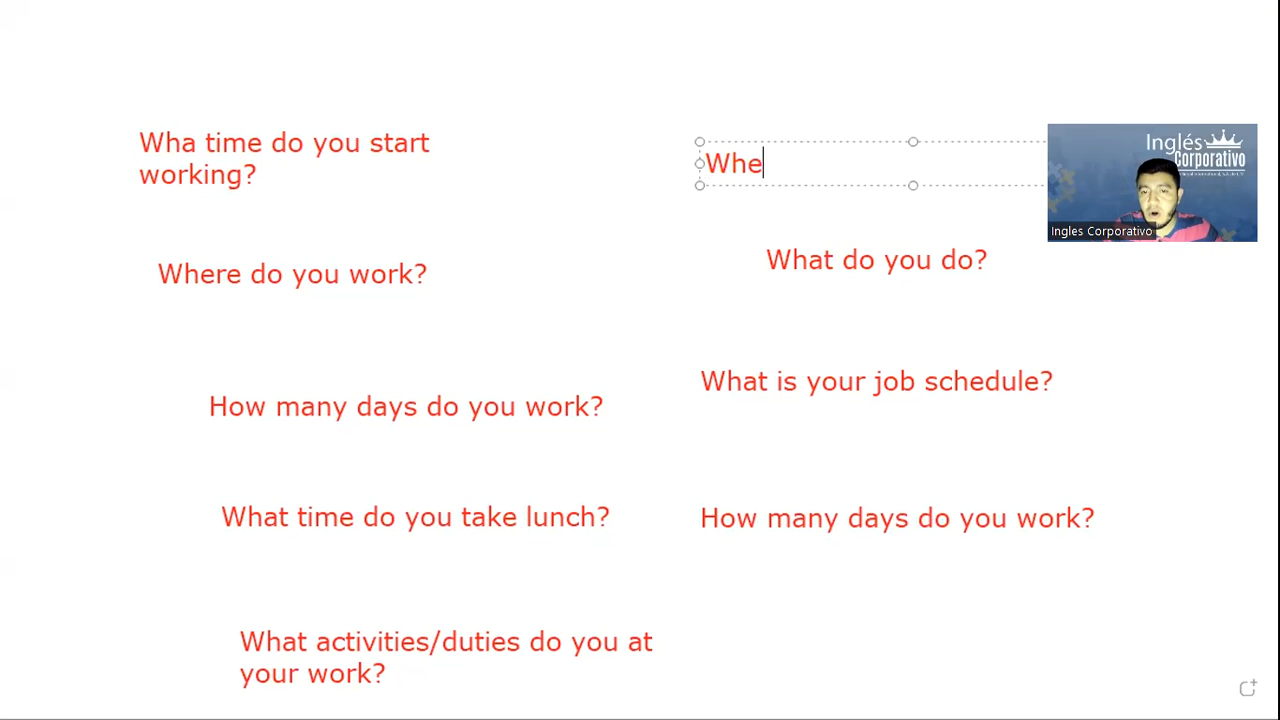 Wha time do you start
working?
Where do you work?
How many days do you work?
What time do you take lunch?
What activities/duties do you at
your work?
Whe
What do you do?
What is your job schedule?
How many days do you work?
Inglés
Corporativo
Ingles Corporativo